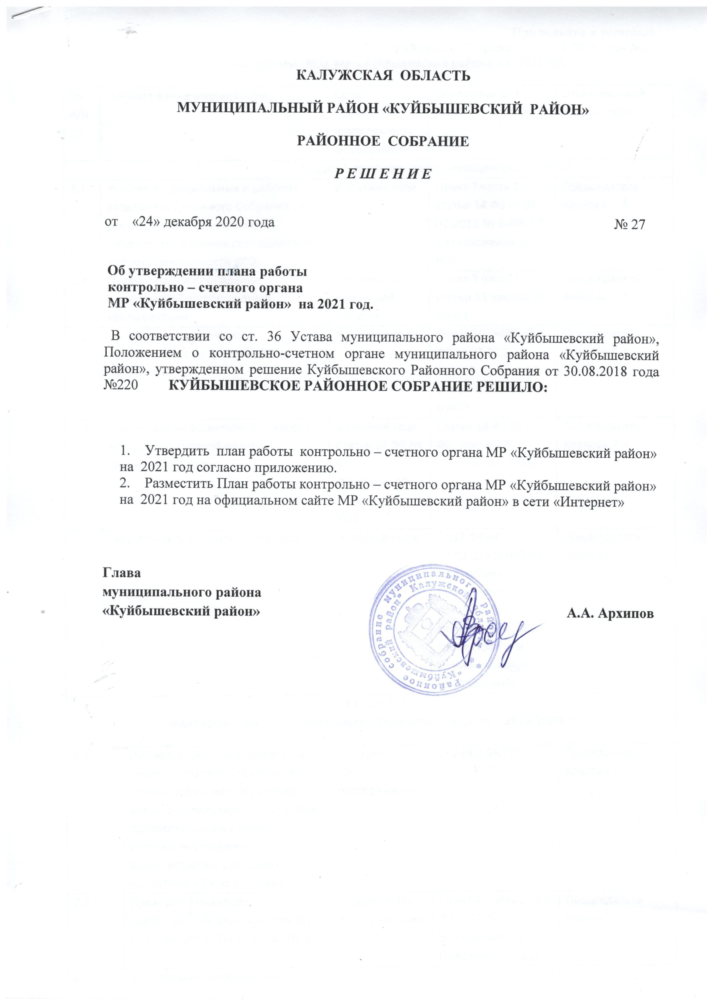 КАЛУЖСКАЯ ОБЛАСТЬ
МУНИЦИПАЛЬНЫЙ РАЙОН «КУЙБЫШЕВСКИЙ РАЙОН»
РАЙОННОЕ СОБРАНИЕ
Р Е Ш Е Н И Е
от «24» декабря 2020 года № 27
Об утверждении плана работы
контрольно – счетного органа
МР «Куйбышевский район» на 2021 год.
В соответствии со ст. 36 Устава муниципального района «Куйбышевский район»,
Положением о контрольно-счетном органе муниципального района «Куйбышевский
район», утвержденном решение Куйбышевского Районного Собрания от 30.08.2018 года
№220 КУЙБЫШЕВСКОЕ РАЙОННОЕ СОБРАНИЕ РЕШИЛО:
1. Утвердить план работы контрольно – счетного органа МР «Куйбышевский район»
на 2021 год согласно приложению.
2. Разместить План работы контрольно – счетного органа МР «Куйбышевский район»
на 2021 год на официальном сайте МР «Куйбышевский район» в сети «Интернет»
Глава
муниципального района
«Куйбышевский район» А.А. Архипов
Районное собрание муниципального района
"Куйбышевский район" Калужской области